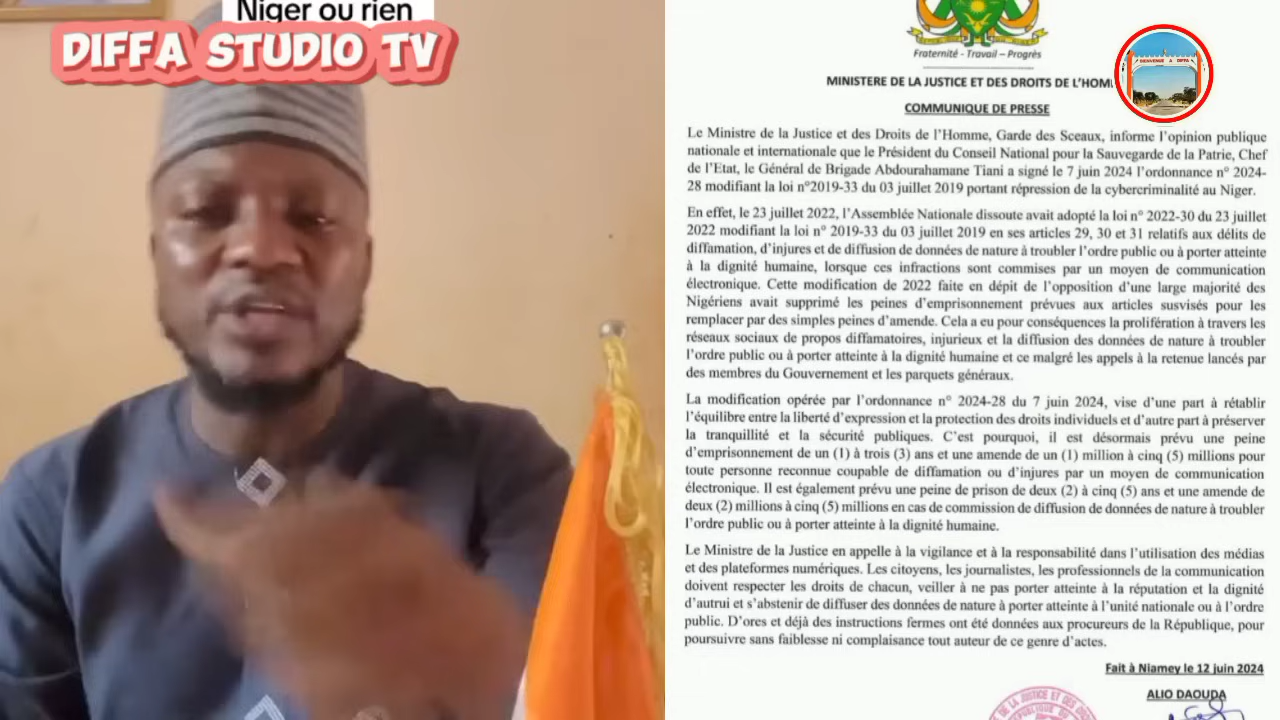 Niger ou rien
DIFFA STUDIO TV
Fraternité - Travail – Progrès
BIENVENUE A DIFFA
MINISTERE DE LA JUSTICE ET DES DROITS DE L'HOM
COMMUNIQUE DE PRESSE
Le Ministre de la Justice et des Droits de l'Homme, Garde des Sceaux, informe l'opinion publique
nationale et internationale que le Président du Conseil National pour la Sauvegarde de la Patrie, Chef
de l'Etat, le Général de Brigade Abdourahamane Tiani a signé le 7 juin 2024 l'ordonnance n° 2024-
28 modifiant la loi n°2019-33 du 03 juillet 2019 portant répression de la cybercriminalité au Niger.
En effet, le 23 juillet 2022, l'Assemblée Nationale dissoute avait adopté la loi n° 2022-30 du 23 juillet
2022 modifiant la loi n° 2019-33 du 03 juillet 2019 en ses articles 29, 30 et 31 relatifs aux délits de
diffamation, d'injures et de diffusion de données de nature à troubler l'ordre public ou à porter atteinte
à la dignité humaine, lorsque ces infractions sont commises par un moyen de communication
électronique. Cette modification de 2022 faite en dépit de l'opposition d'une large majorité des
Nigériens avait supprimé les peines d'emprisonnement prévues aux articles susvisés pour les
remplacer par des simples peines d'amende. Cela a eu pour conséquences la prolifération à travers les
réseaux sociaux de propos diffamatoires, injurieux et la diffusion des données de nature à troubler
l'ordre public ou à porter atteinte à la dignité humaine et ce malgré les appels à la retenue lancés par
des membres du Gouvernement et les parquets généraux.
La modification opérée par l'ordonnance n° 2024-28 du 7 juin 2024, vise d'une part à rétablir
l'équilibre entre la liberté d'expression et la protection des droits individuels et d'autre part à préserver
la tranquillité et la sécurité publiques. C'est pourquoi, il est désormais prévu une peine
d'emprisonnement de un (1) à trois (3) ans et une amende de un (1) million à cinq (5) millions pour
toute personne reconnue coupable de diffamation ou d'injures par un moyen de communication
électronique. Il est également prévu une peine de prison de deux (2) à cinq (5) ans et une amende de
deux (2) millions à cinq (5) millions en cas de commission de diffusion de données de nature à troubler
l'ordre public ou à porter atteinte à la dignité humaine.
Le Ministre de la Justice en appelle à la vigilance et à la responsabilité dans l'utilisation des médias
et des plateformes numériques. Les citoyens, les journalistes, les professionnels de la communication
doivent respecter les droits de chacun, veiller à ne pas porter atteinte à la réputation et la dignité
d'autrui et s'abstenir de diffuser des données de nature à porter atteinte à l'unité nationale ou à l'ordre
public. D'ores et déjà des instructions fermes ont été données aux procureurs de la République, pour
poursuivre sans faiblesse ni complaisance tout auteur de ce genre d'actes.
Fait à Niamey le 12 juin 2024
ALIO DAOUDA
DE LA JUSTICE ET DES